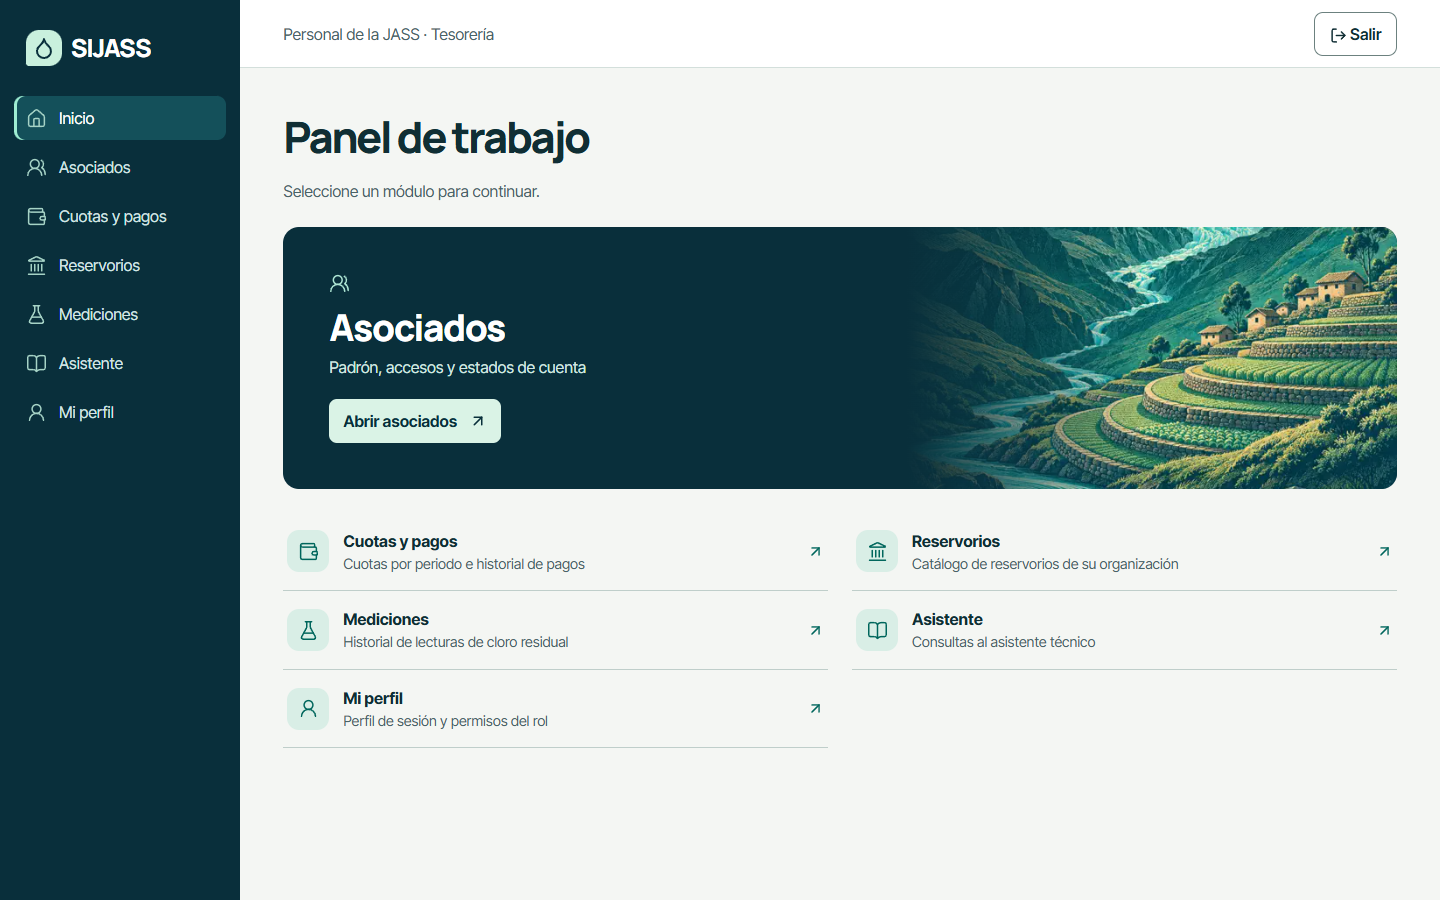 SIJASS
Inicio
Asociados
Cuotas y pagos
Reservorios
Mediciones
Asistente
Mi perfil
Personal de la JASS · Tesorería
Salir
Panel de trabajo
Seleccione un módulo para continuar.
Asociados
Padrón, accesos y estados de cuenta
Abrir asociados
Cuotas y pagos
Cuotas por periodo e historial de pagos
Reservorios
Catálogo de reservorios de su organización
Mediciones
Historial de lecturas de cloro residual
Asistente
Consultas al asistente técnico
Mi perfil
Perfil de sesión y permisos del rol